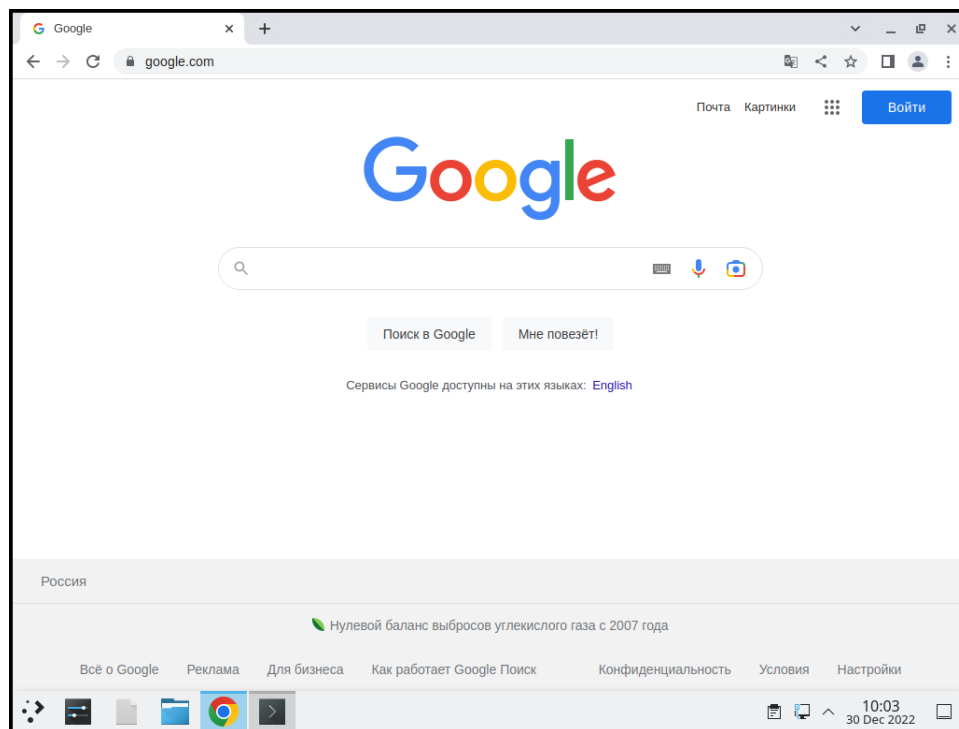 Google
google.com
Почта Картинки Войти
Google
Поиск в Google Мне повезёт!
Сервисы Google доступны на этих языках: English
Россия
Нулевой баланс выбросов углекислого газа с 2007 года
Всё о Google Реклама Для бизнеса Как работает Google Поиск Конфиденциальность Условия Настройки
10:03
30 Dec 2022